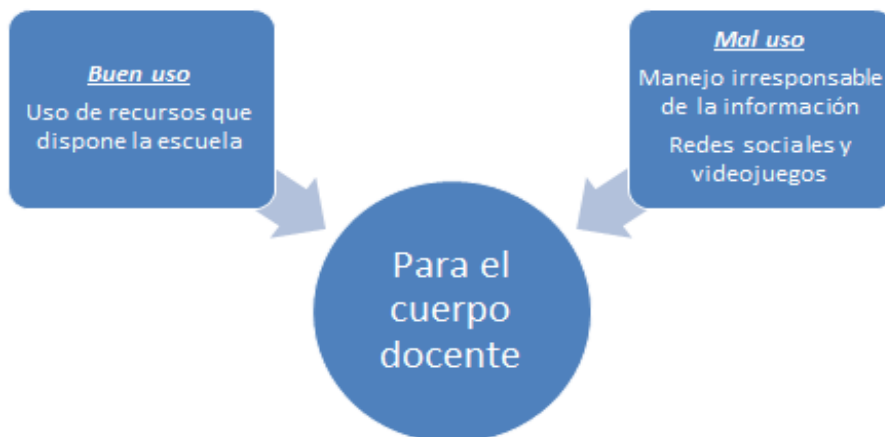 Buen uso
Uso de recursos que
dispone la escuela
Mal uso
Manejo irresponsable
de la información
Redes sociales y
videojuegos
Para el
cuerpo
docente